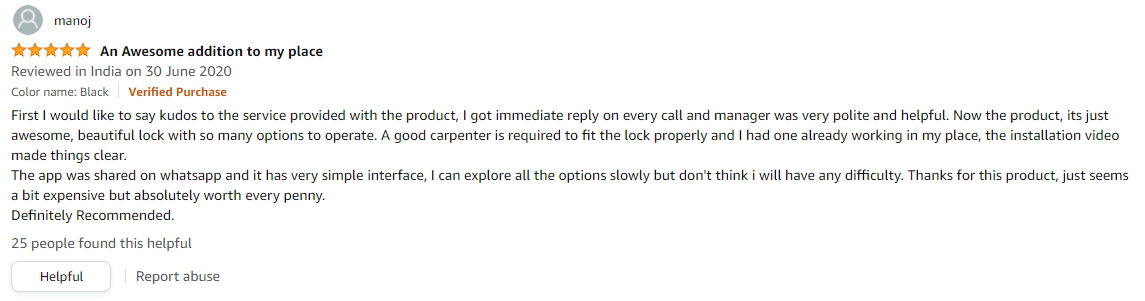 manoj
An Awesome addition to my place
Reviewed in India on 30 June 2020
Color name: Black Verified Purchase
First I would like to say kudos to the service provided with the product, I got immediate reply on every call and manager was very polite and helpful. Now the product, its just
awesome, beautiful lock with so many options to operate. A good carpenter is required to fit the lock properly and I had one already working in my place, the installation video
made things clear.
The app was shared on whatsapp and it has very simple interface, I can explore all the options slowly but don't think i will have any difficulty. Thanks for this product, just seems
a bit expensive but absolutely worth every penny.
Definitely Recommended.
25 people found this helpful
Helpful Report abuse